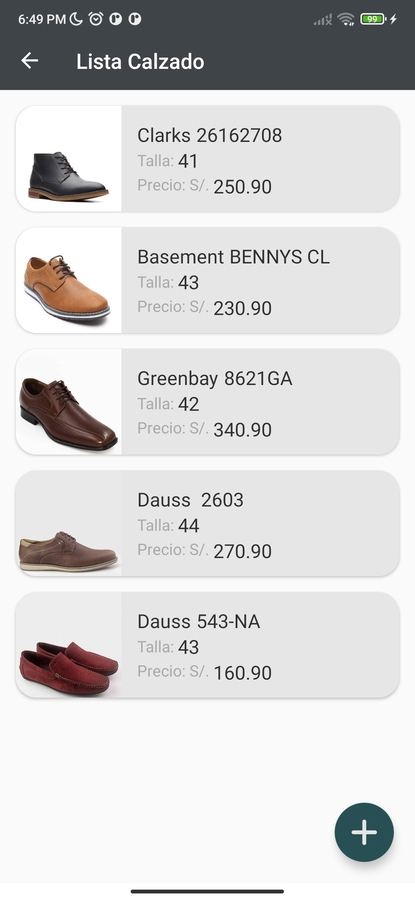 6:49 PM
99
Lista Calzado
Clarks 26162708
Talla: 41
Precio: S/. 250.90
Basement BENNYS CL
Talla: 43
Precio: S/. 230.90
Greenbay 8621GA
Talla: 42
Precio: S/. 340.90
Dauss  2603
Talla: 44
Precio: S/. 270.90
Dauss 543-NA
Talla: 43
Precio: S/. 160.90